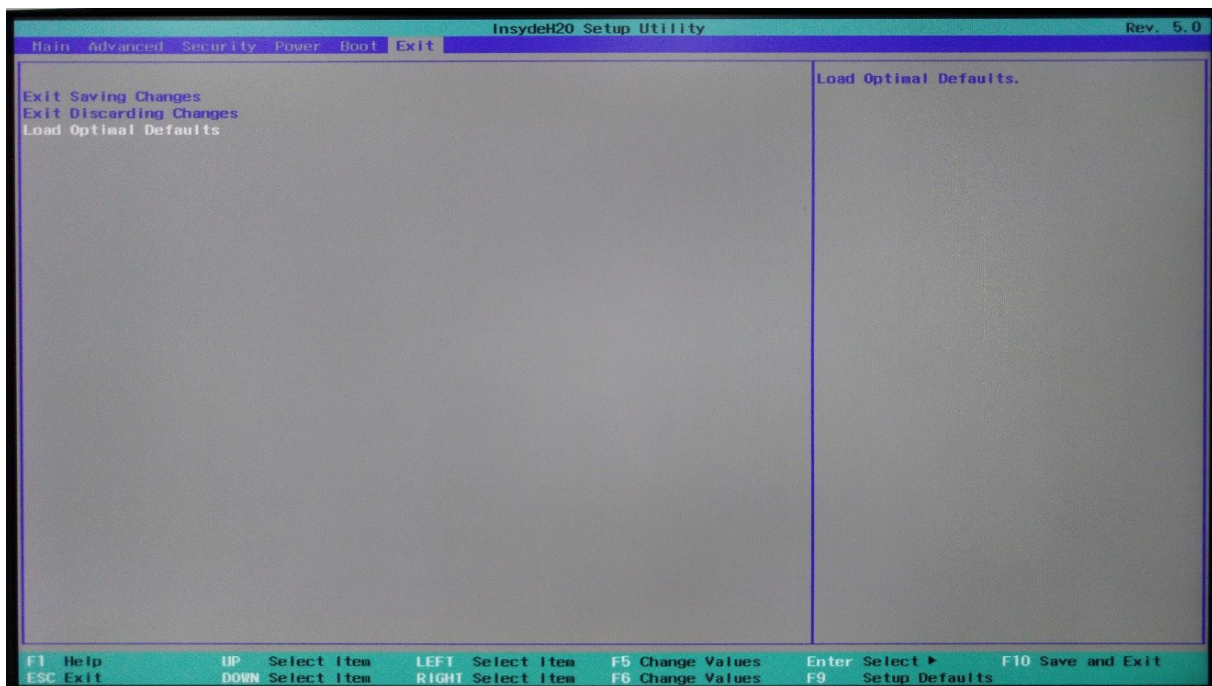 InsydeH20 Setup Utility Rev. 5.0
Main Advanced Security Power Boot Exit
Exit Saving Changes
Exit Discarding Changes
Load Optimal Defaults
Load Optimal Defaults.
F1 Help UP Select Item LEFT Select Item F5 Change Values Enter Select ▶ F10 Save and Exit
ESC Exit DOWN Select Item RIGHT Select Item F6 Change Values F9 Setup Defaults